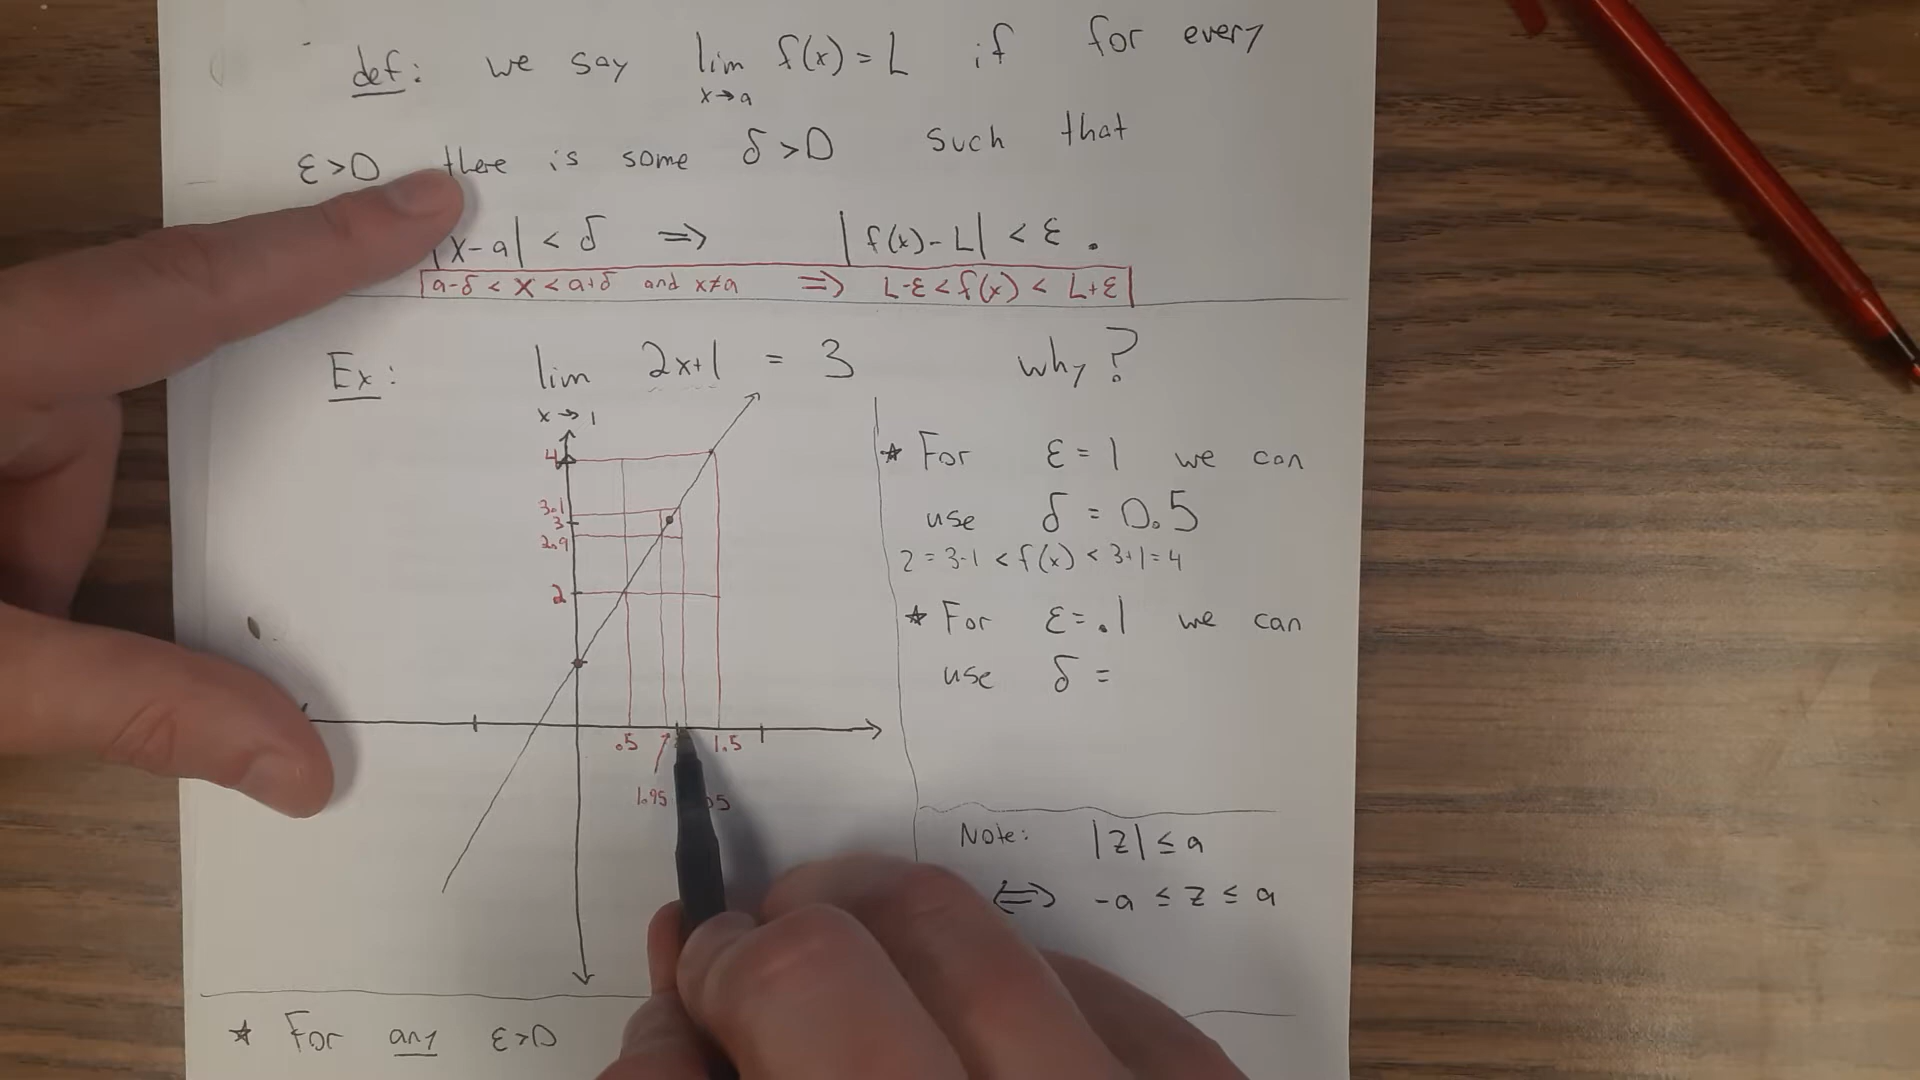 def: we say lim f(x) = L if for every
x→a
ε>0 there is some δ>0 such that
|x-a| < δ ⇒ |f(x)-L| < ε.
a-δ < x < a+δ and x≠a ⇒ L-ε < f(x) < L+ε
Ex: lim 2x+1 = 3 why?
x→1
4
3.1
3
2.9
2
.5 1.5
1.95
★ For ε = 1 we can
use δ = 0.5
2 = 3-1 < f(x) < 3+1 = 4
★ For ε = .1 we can
use δ =
Note: |z| ≤ a
⇔ -a ≤ z ≤ a
★ For any ε>0